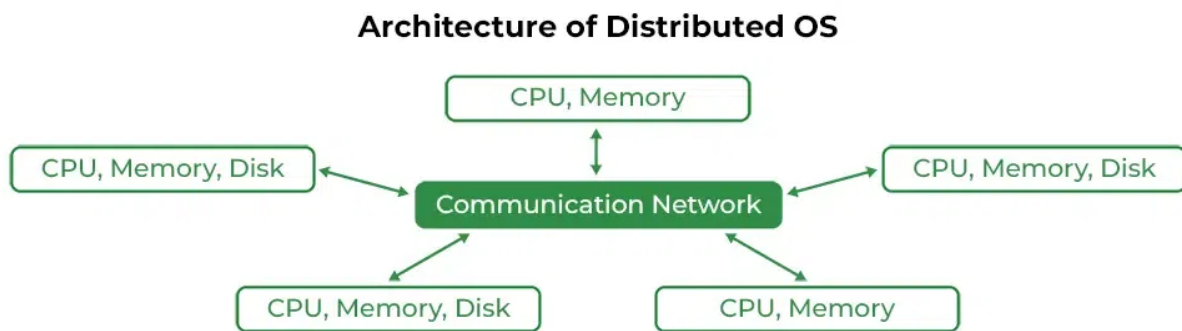 Architecture of Distributed OS
CPU, Memory
CPU, Memory, Disk
CPU, Memory, Disk
Communication Network
CPU, Memory, Disk
CPU, Memory